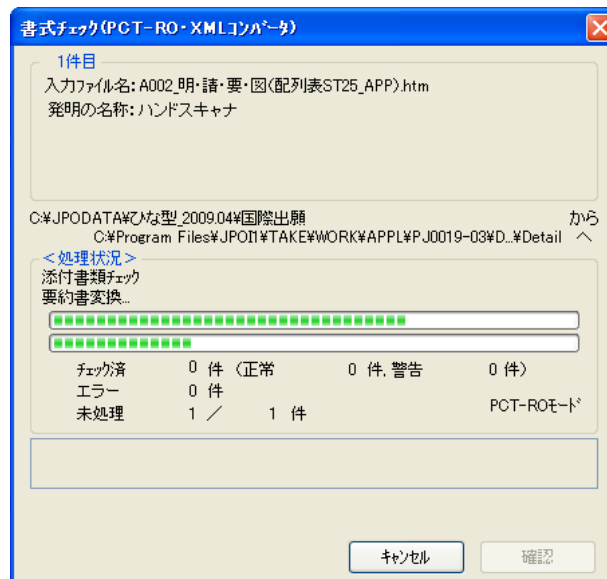 書式ﾁｪｯｸ(PCT-RO・XMLｺﾝﾊﾞｰﾀ)
1件目
入力ﾌｧｲﾙ名:A002_明・請・要・図(配列表ST25_APP).htm
発明の名称:ハンドスキャナ
C:¥JPODATA¥ひな型_2009.04¥国際出願 から
C:¥Program Files¥JPOI1¥TAKE¥WORK¥APPL¥PJ0019-03¥D...¥Detail へ
<処理状況>
添付書類ﾁｪｯｸ
要約書変換...
ﾁｪｯｸ済 0 件 (正常 0 件, 警告 0 件)
エラー 0 件
未処理 1 / 1 件 PCT-ROﾓｰﾄﾞ
ｷｬﾝｾﾙ 確認